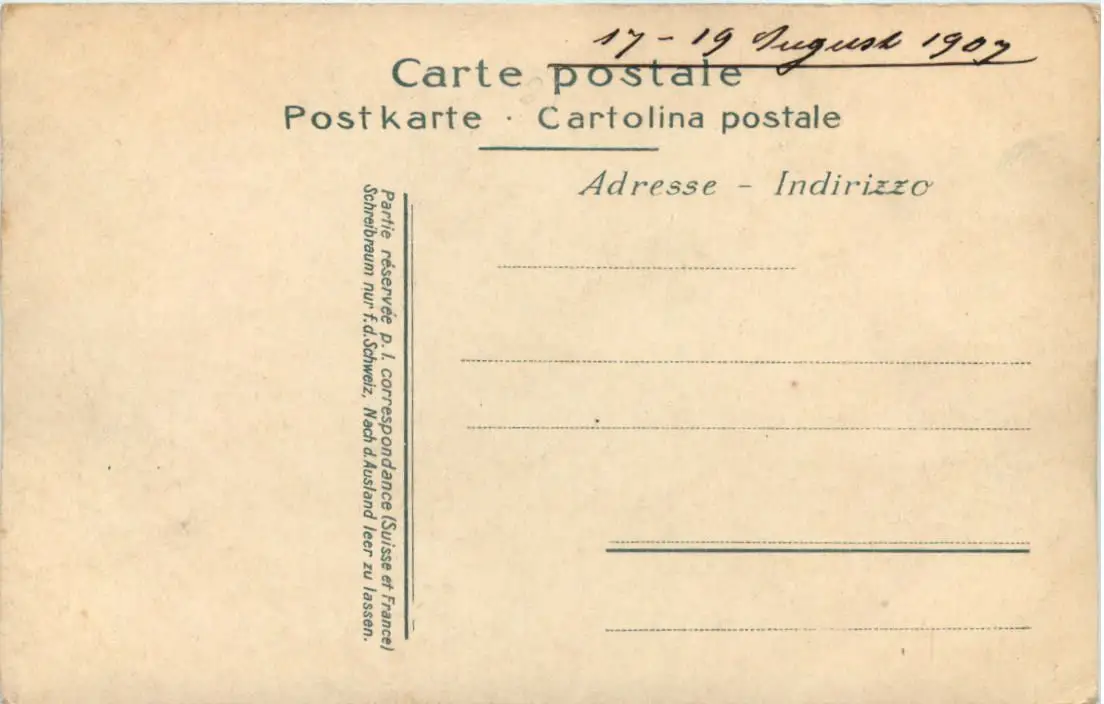 17 - 19 August 1907
Carte postale
Postkarte · Cartolina postale
Adresse - Indirizzo
Partie réservée p. l. correspondance (Suisse et France)
Schreibraum nur f. d. Schweiz, Nach d. Ausland leer zu lassen.